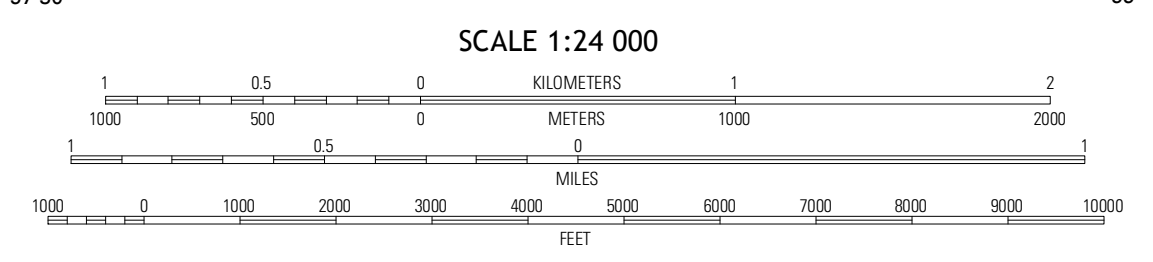 SCALE 1:24 000
1 0.5 0 KILOMETERS 1 2
1000 500 0 METERS 1000 2000
1 0.5 0 1
MILES
1000 0 1000 2000 3000 4000 5000 6000 7000 8000 9000 10000
FEET